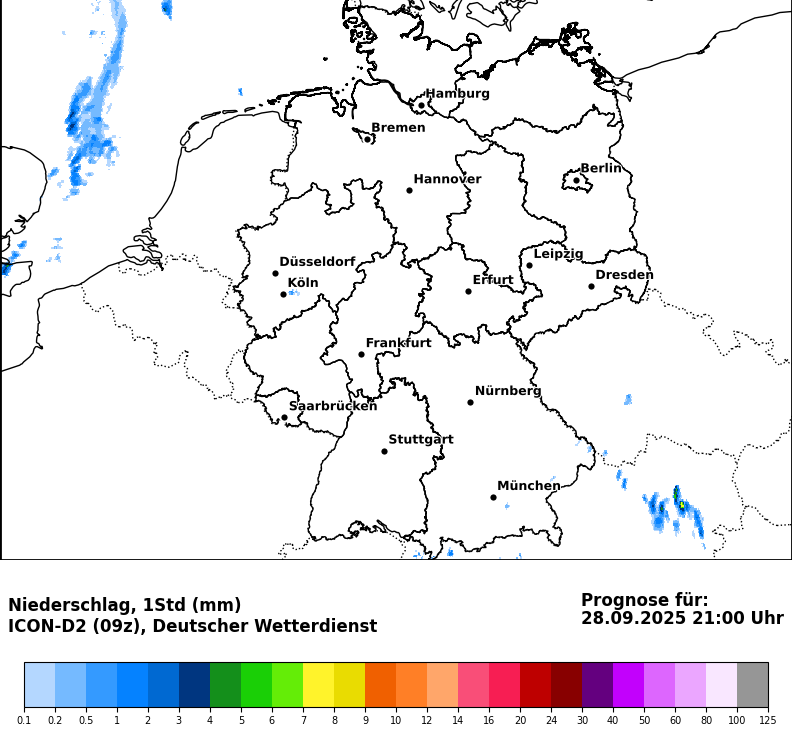 Hamburg
Bremen
Berlin
Hannover
Leipzig
Düsseldorf
Dresden
Köln
Erfurt
Frankfurt
Nürnberg
Saarbrücken
Stuttgart
München
Niederschlag, 1Std (mm)
ICON-D2 (09z), Deutscher Wetterdienst
Prognose für:
28.09.2025 21:00 Uhr
0.1 0.2 0.5 1 2 3 4 5 6 7 8 9 10 12 14 16 20 24 30 40 50 60 80 100 125